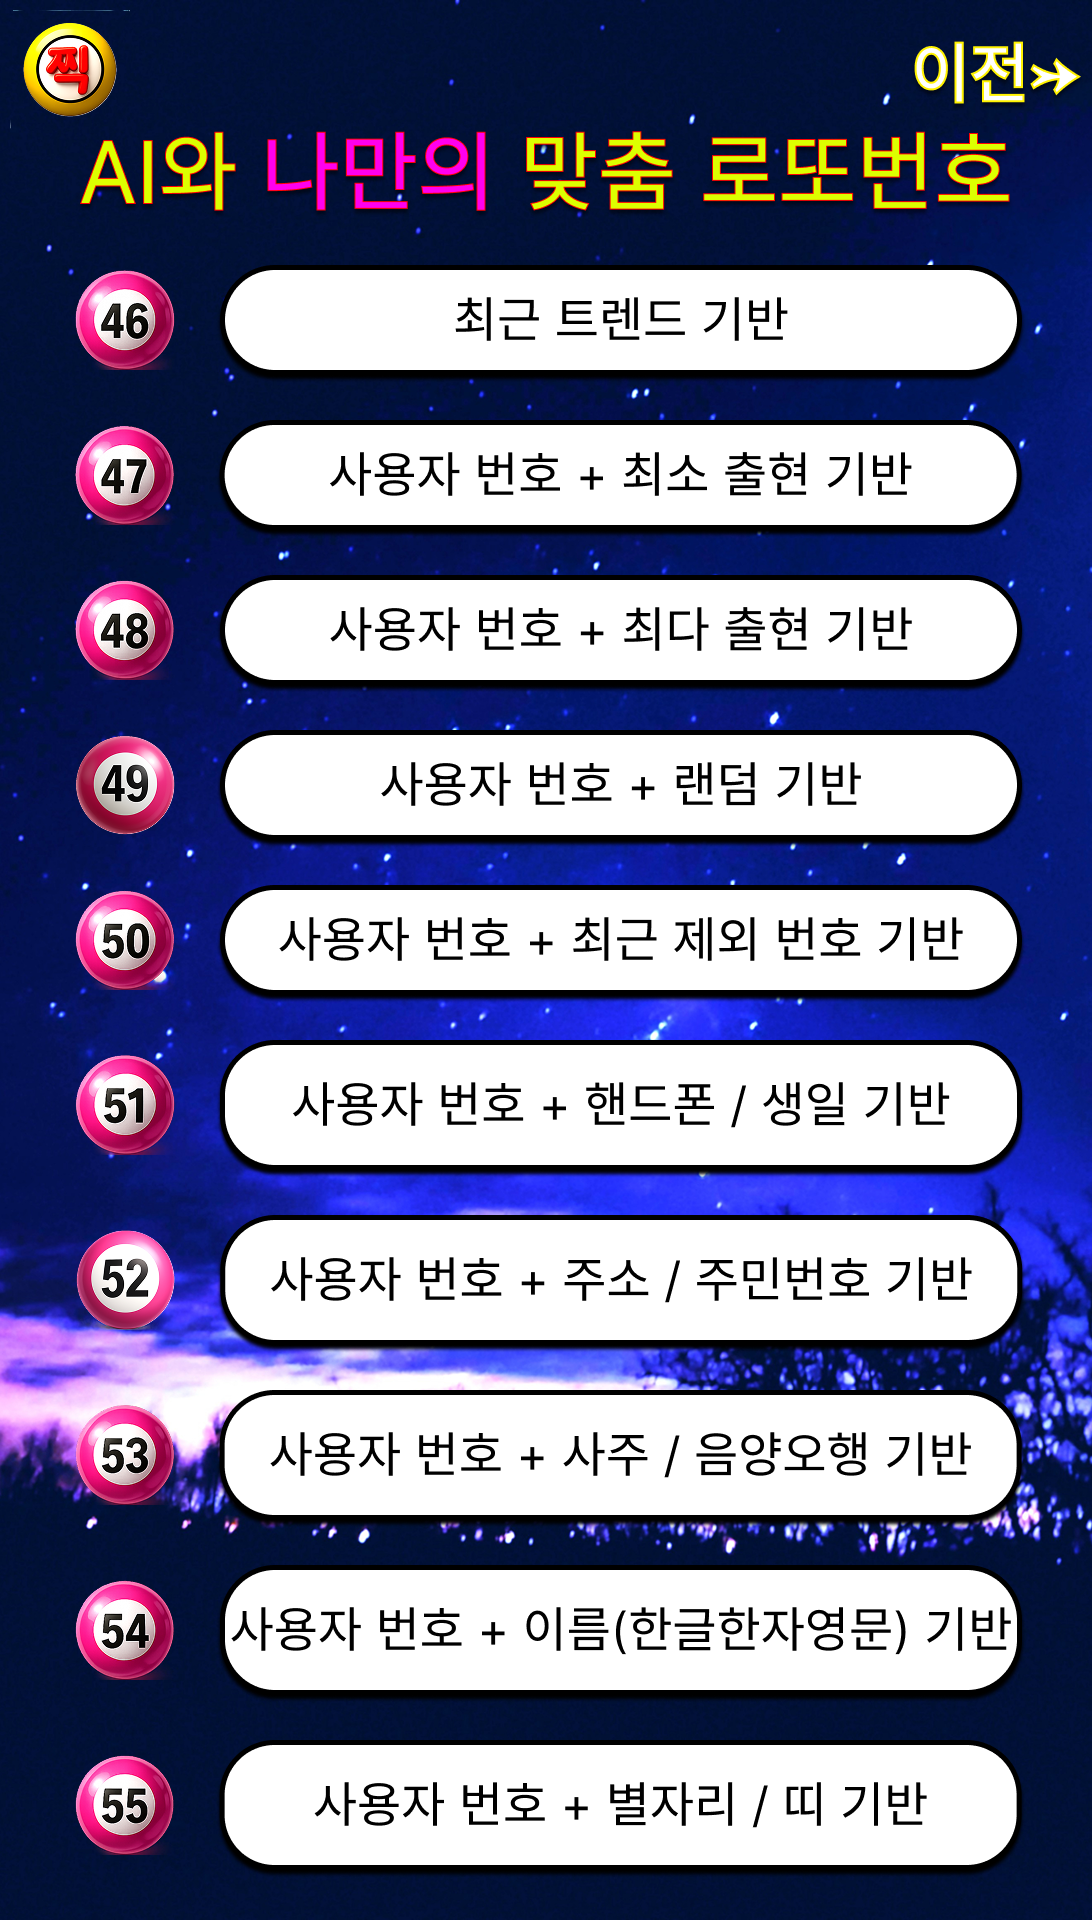 찍
이전➳
AI와 나만의 맞춤 로또번호
46 최근 트렌드 기반
47 사용자 번호 + 최소 출현 기반
48 사용자 번호 + 최다 출현 기반
49 사용자 번호 + 랜덤 기반
50 사용자 번호 + 최근 제외 번호 기반
51 사용자 번호 + 핸드폰 / 생일 기반
52 사용자 번호 + 주소 / 주민번호 기반
53 사용자 번호 + 사주 / 음양오행 기반
54 사용자 번호 + 이름(한글한자영문) 기반
55 사용자 번호 + 별자리 / 띠 기반